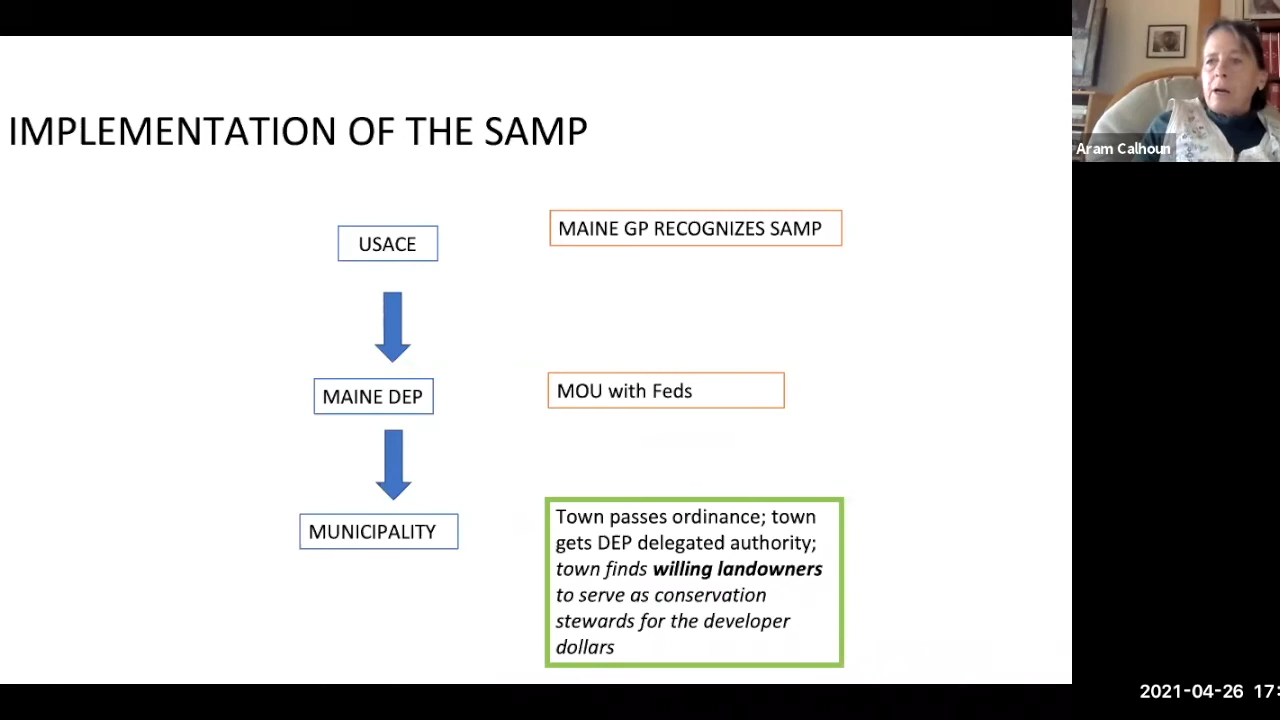 IMPLEMENTATION OF THE SAMP
USACE
MAINE GP RECOGNIZES SAMP
MAINE DEP
MOU with Feds
MUNICIPALITY
Town passes ordinance; town
gets DEP delegated authority;
town finds willing landowners
to serve as conservation
stewards for the developer
dollars
Aram Calhoun
2021-04-26 17: